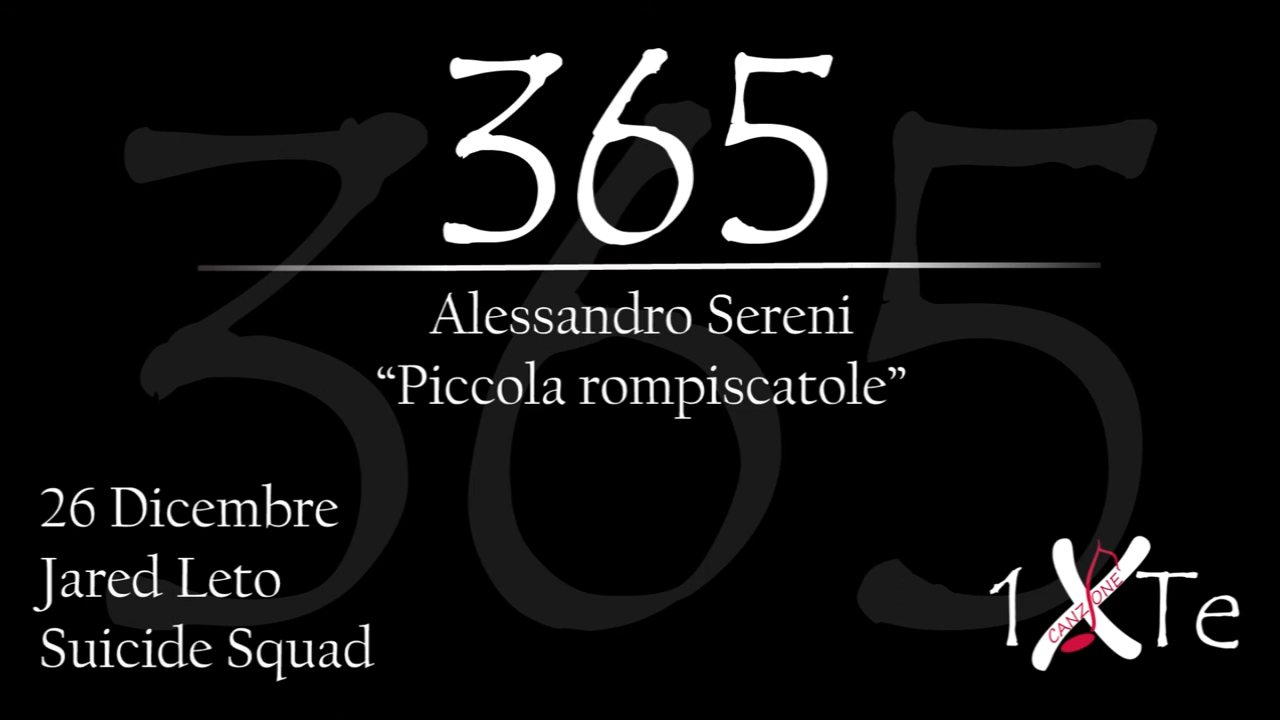 365
Alessandro Sereni
“Piccola rompiscatole”
26 Dicembre
Jared Leto
Suicide Squad
1XTe
CANZONE